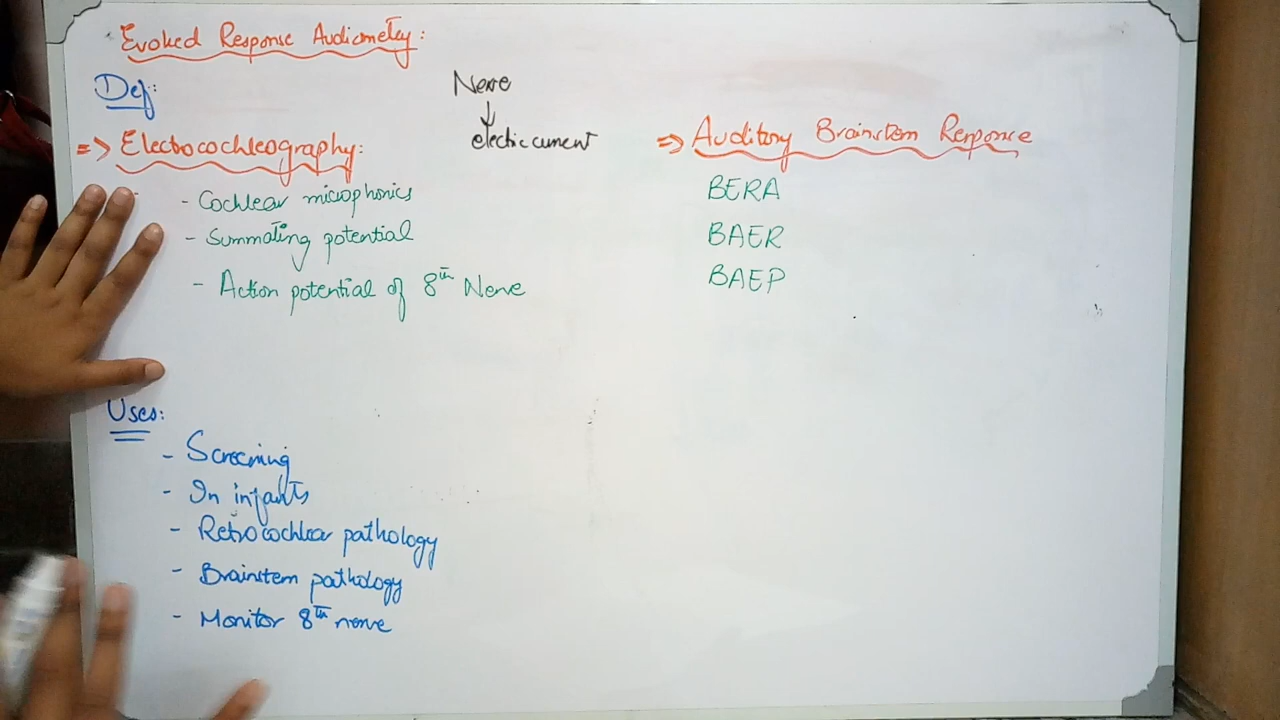 Evoked Response Audiometry:
Def:
Nerve
↓
electric current
=> Electrocochleography:
- Cochlear microphonics
- Summating potential
- Action potential of 8th Nerve
=> Auditory Brainstem Response
BERA
BAER
BAEP
Uses:
- Screening
- In infants
- Retrocochlear pathology
- Brainstem pathology
- Monitor 8th nerve